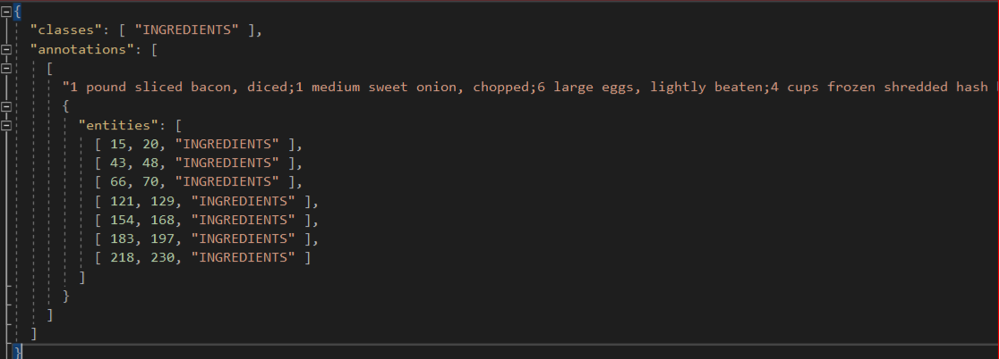 {
"classes": [ "INGREDIENTS" ],
"annotations": [
[
"1 pound sliced bacon, diced;1 medium sweet onion, chopped;6 large eggs, lightly beaten;4 cups frozen shredded hash
{
"entities": [
[ 15, 20, "INGREDIENTS" ],
[ 43, 48, "INGREDIENTS" ],
[ 66, 70, "INGREDIENTS" ],
[ 121, 129, "INGREDIENTS" ],
[ 154, 168, "INGREDIENTS" ],
[ 183, 197, "INGREDIENTS" ],
[ 218, 230, "INGREDIENTS" ]
]
}
]
]
}